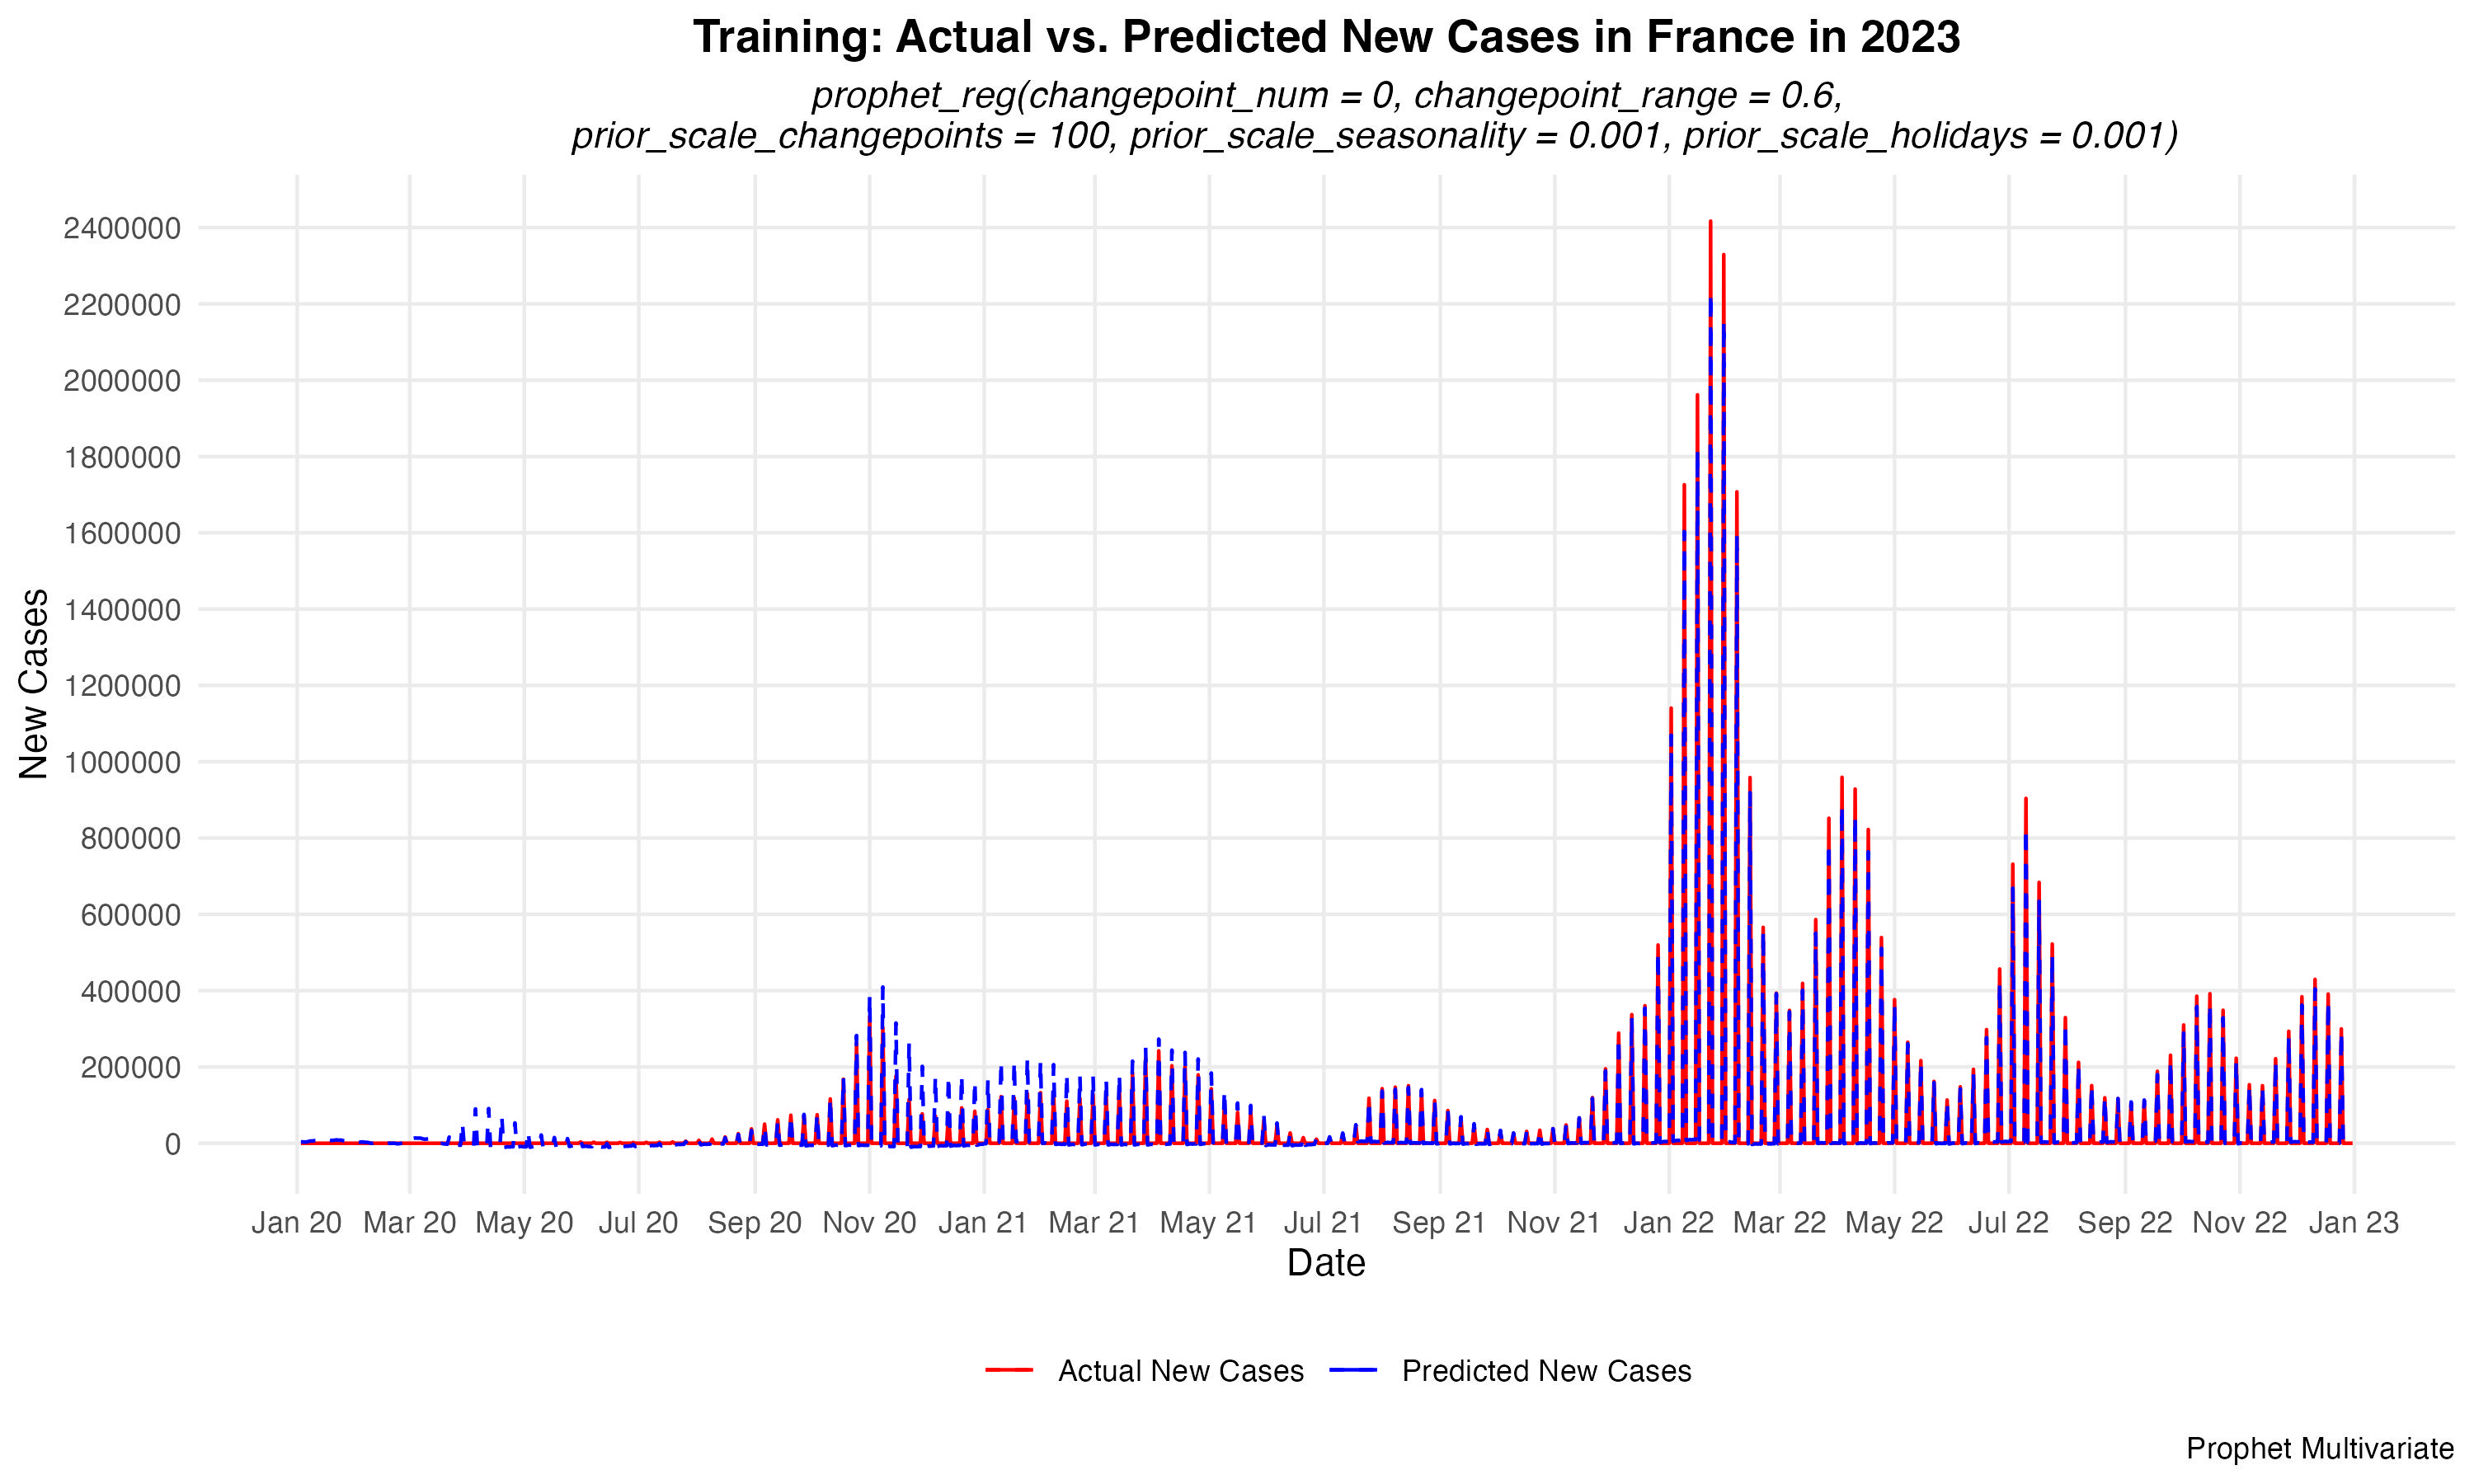 Training: Actual vs. Predicted New Cases in France in 2023
prophet_reg(changepoint_num = 0, changepoint_range = 0.6,
prior_scale_changepoints = 100, prior_scale_seasonality = 0.001, prior_scale_holidays = 0.001)
New Cases
2400000
2200000
2000000
1800000
1600000
1400000
1200000
1000000
800000
600000
400000
200000
0
Jan 20 Mar 20 May 20 Jul 20 Sep 20 Nov 20 Jan 21 Mar 21 May 21 Jul 21 Sep 21 Nov 21 Jan 22 Mar 22 May 22 Jul 22 Sep 22 Nov 22 Jan 23
Date
Actual New Cases Predicted New Cases
Prophet Multivariate